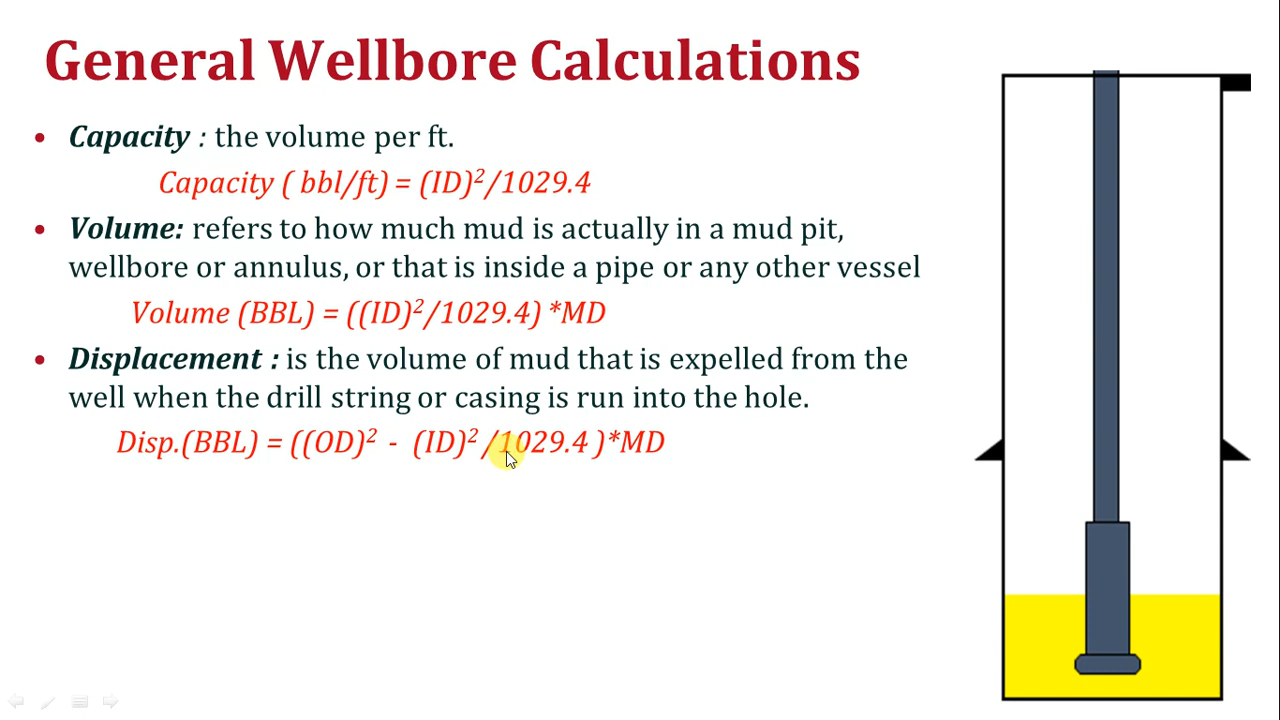 General Wellbore Calculations
• Capacity : the volume per ft.
Capacity ( bbl/ft) = (ID)²/1029.4
• Volume: refers to how much mud is actually in a mud pit,
wellbore or annulus, or that is inside a pipe or any other vessel
Volume (BBL) = ((ID)²/1029.4) *MD
• Displacement : is the volume of mud that is expelled from the
well when the drill string or casing is run into the hole.
Disp.(BBL) = ((OD)² - (ID)² /1029.4 )*MD